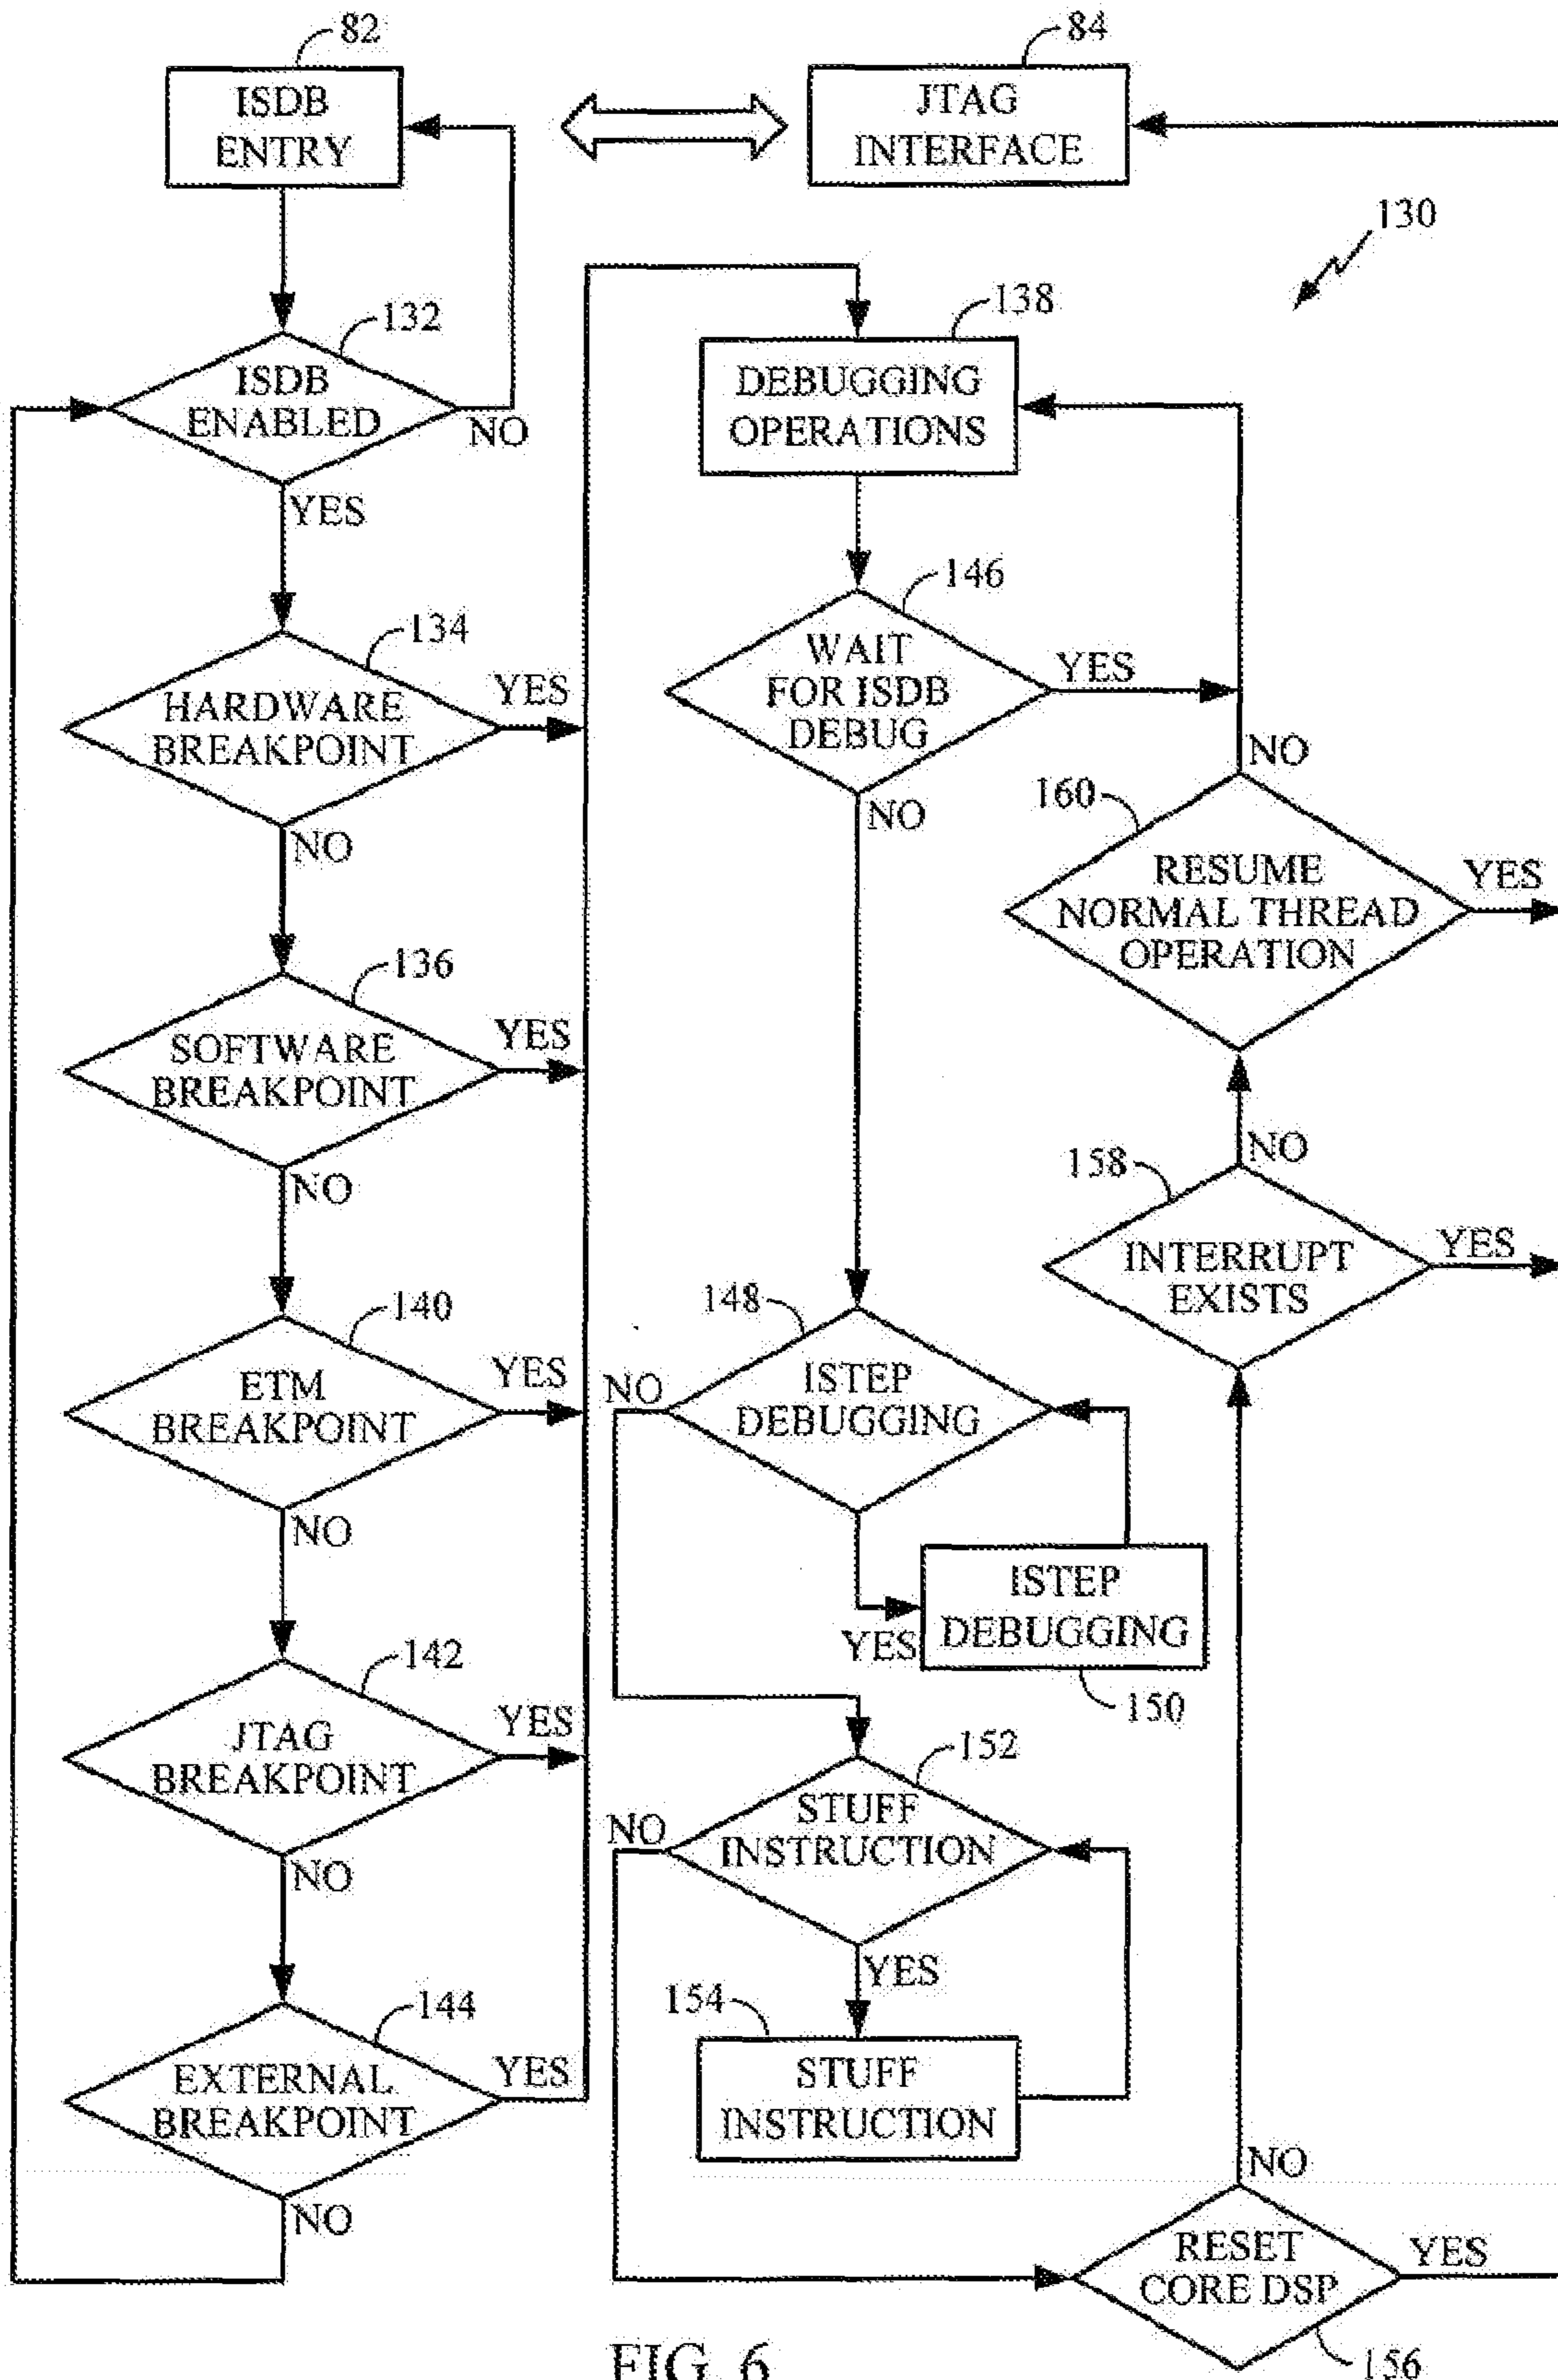 82
ISDB
ENTRY
84
JTAG
INTERFACE
130
132
ISDB
ENABLED
NO
YES
134
HARDWARE
BREAKPOINT
YES
NO
136
SOFTWARE
BREAKPOINT
YES
NO
140
ETM
BREAKPOINT
YES
NO
142
JTAG
BREAKPOINT
YES
NO
144
EXTERNAL
BREAKPOINT
YES
NO
138
DEBUGGING
OPERATIONS
146
WAIT
FOR ISDB
DEBUG
YES
NO
148
ISTEP
DEBUGGING
NO
YES
ISTEP
DEBUGGING
150
152
STUFF
INSTRUCTION
NO
YES
154
STUFF
INSTRUCTION
NO
160
RESUME
NORMAL THREAD
OPERATION
YES
NO
158
INTERRUPT
EXISTS
YES
NO
RESET
CORE DSP
YES
156
FIG. 6